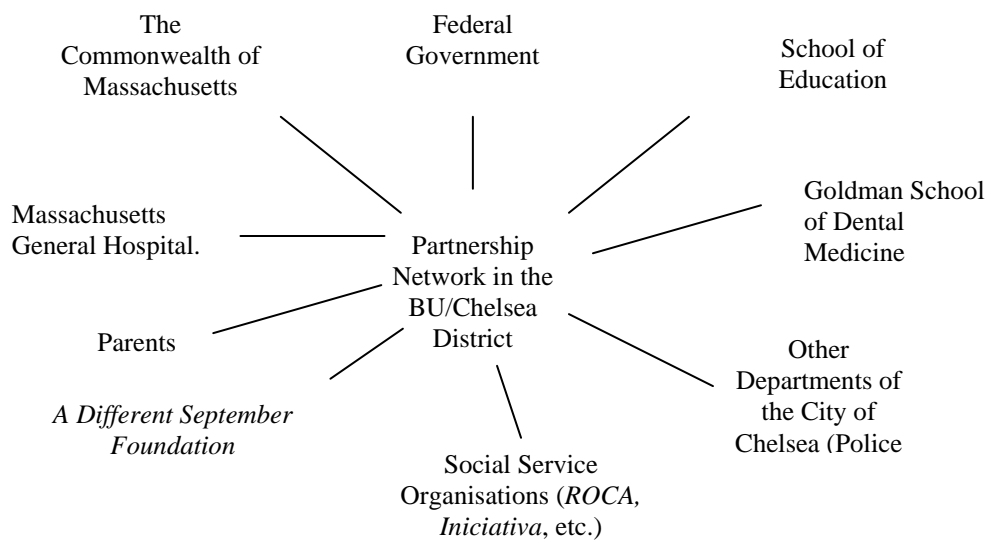 The
Commonwealth of
Massachusetts
Federal
Government
School of
Education
Massachusetts
General Hospital.
Partnership
Network in the
BU/Chelsea
District
Goldman School
of Dental
Medicine
Parents
A Different September
Foundation
Other
Departments of
the City of
Chelsea (Police
Social Service
Organisations (ROCA,
Iniciativa, etc.)